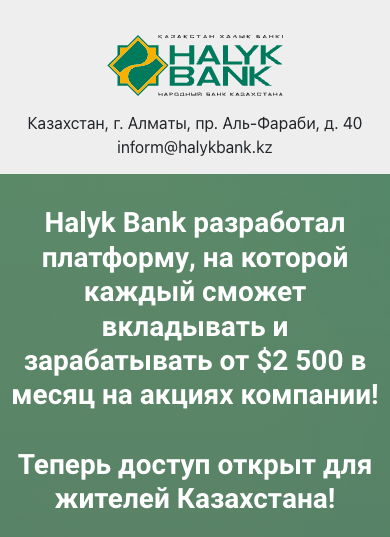 ҚАЗАҚСТАН ХАЛЫҚ БАНКІ
HALYK
BANK
НАРОДНЫЙ БАНК КАЗАХСТАНА
Казахстан, г. Алматы, пр. Аль-Фараби, д. 40
inform@halykbank.kz
Halyk Bank разработал
платформу, на которой
каждый сможет
вкладывать и
зарабатывать от $2 500 в
месяц на акциях компании!
Теперь доступ открыт для
жителей Казахстана!